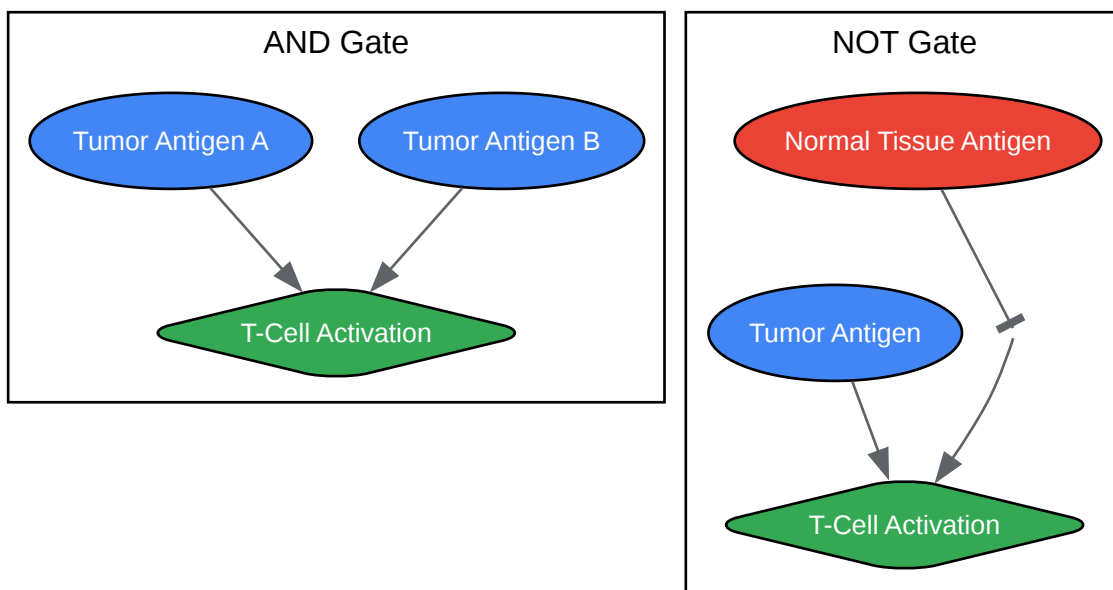 AND Gate
Tumor Antigen A
Tumor Antigen B
T-Cell Activation
NOT Gate
Normal Tissue Antigen
Tumor Antigen
T-Cell Activation